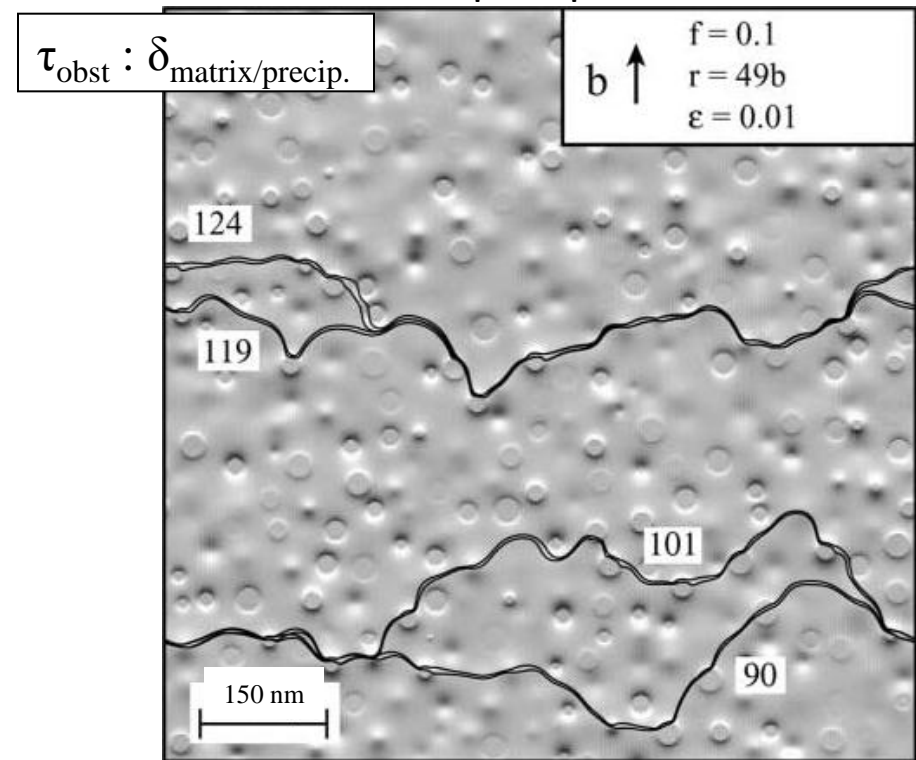 τobst : δmatrix/precip.
b ↑
f = 0.1
r = 49b
ε = 0.01
124
119
101
90
150 nm